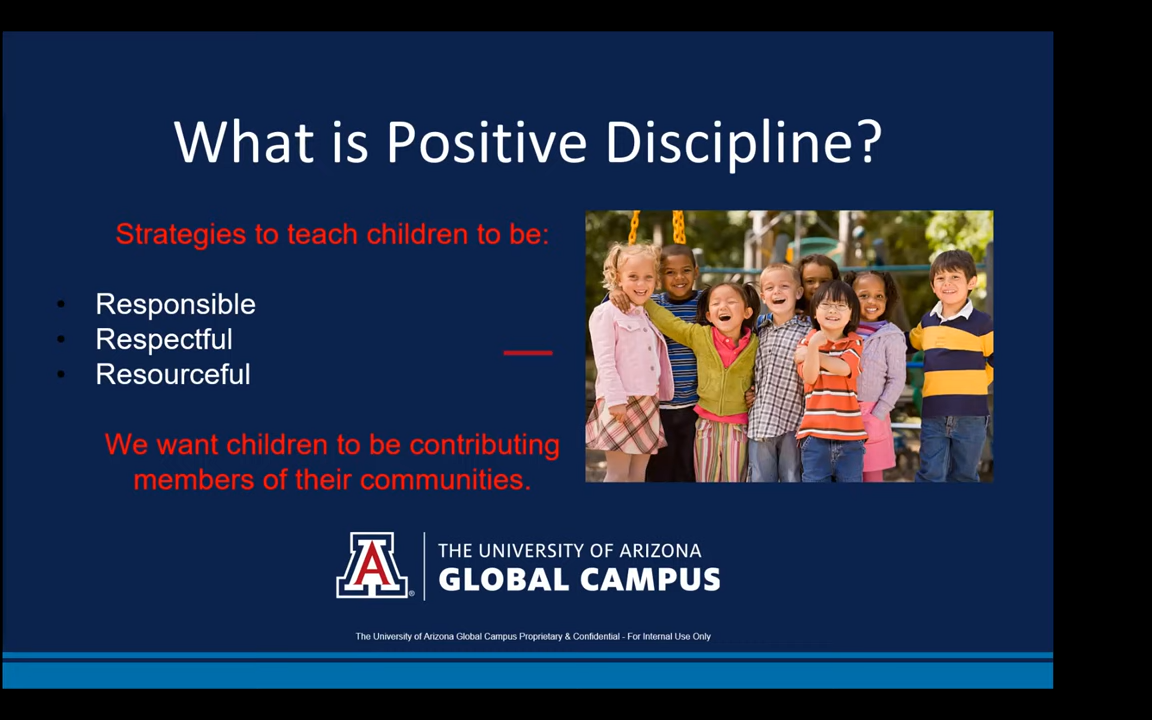 What is Positive Discipline?
Strategies to teach children to be:
• Responsible
• Respectful
• Resourceful
We want children to be contributing
members of their communities.
A
THE UNIVERSITY OF ARIZONA
GLOBAL CAMPUS
The University of Arizona Global Campus Proprietary & Confidential - For Internal Use Only